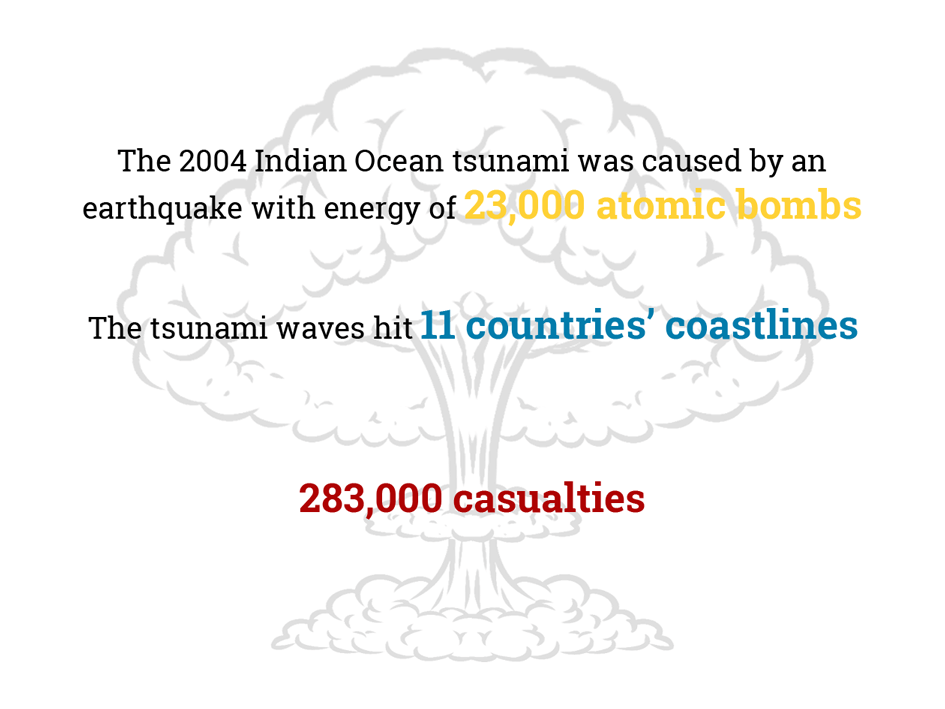 The 2004 Indian Ocean tsunami was caused by an
earthquake with energy of 23,000 atomic bombs
The tsunami waves hit 11 countries’ coastlines
283,000 casualties